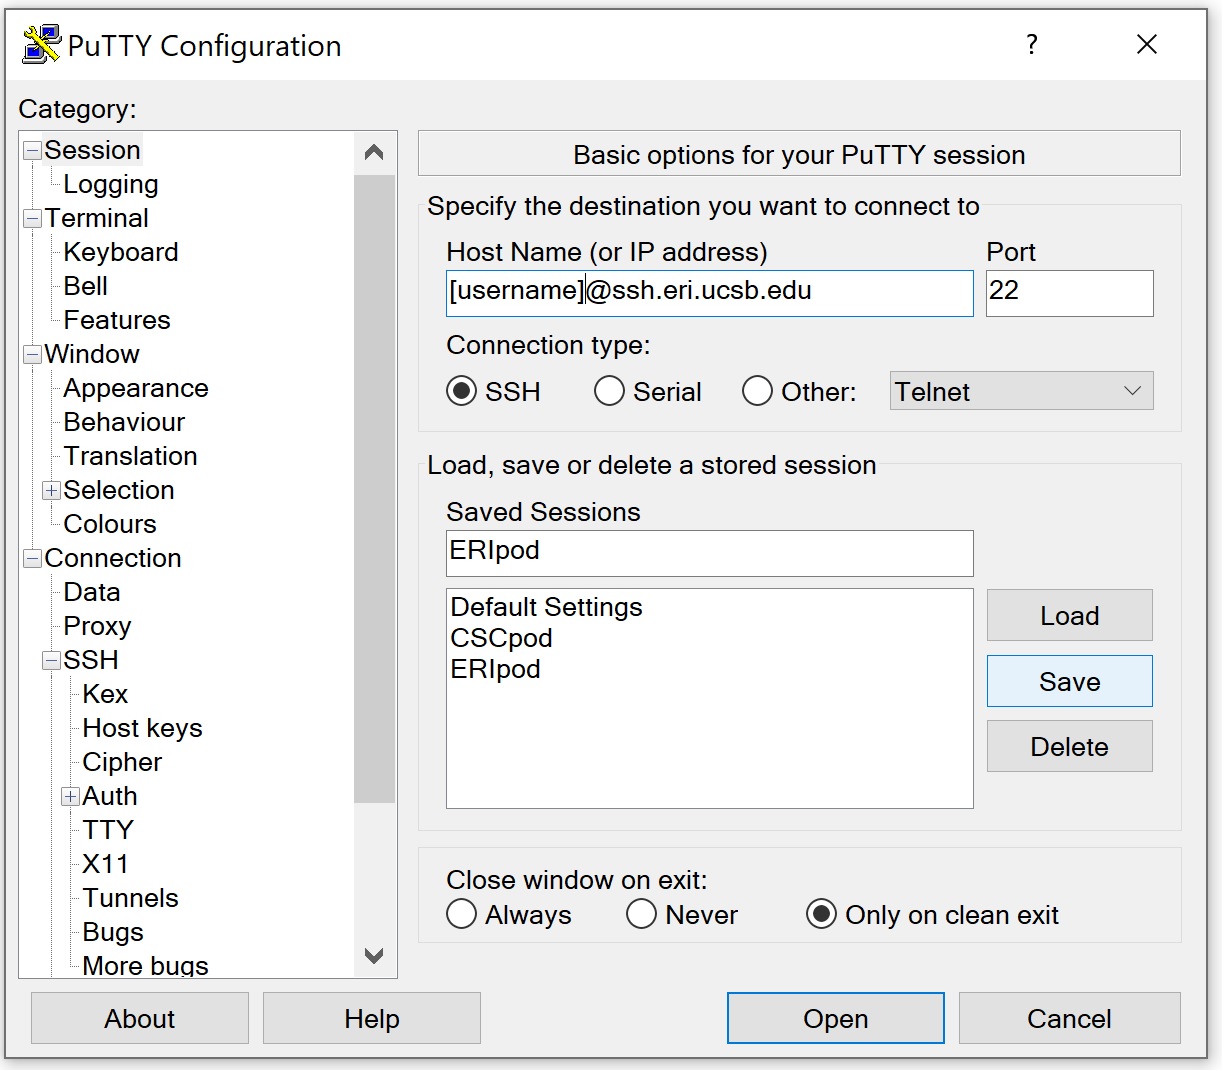 PuTTY Configuration
?
Category:
Session
Logging
Terminal
Keyboard
Bell
Features
Window
Appearance
Behaviour
Translation
Selection
Colours
Connection
Data
Proxy
SSH
Kex
Host keys
Cipher
Auth
TTY
X11
Tunnels
Bugs
More bugs
Basic options for your PuTTY session
Specify the destination you want to connect to
Host Name (or IP address) Port
[username]@ssh.eri.ucsb.edu 22
Connection type:
SSH Serial Other: Telnet
Load, save or delete a stored session
Saved Sessions
ERIpod
Default Settings
CSCpod
ERIpod
Load
Save
Delete
Close window on exit:
Always Never Only on clean exit
About Help Open Cancel